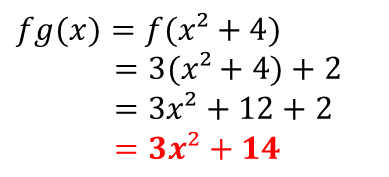 fg(x) = f(x² + 4)
= 3(x² + 4) + 2
= 3x² + 12 + 2
= 3x² + 14